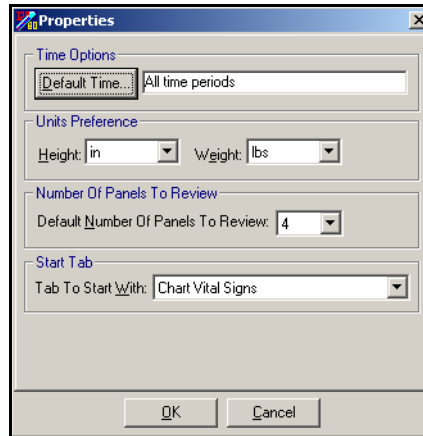 Properties
Time Options
Default Time... All time periods
Units Preference
Height: in Weight: lbs
Number Of Panels To Review
Default Number Of Panels To Review: 4
Start Tab
Tab To Start With: Chart Vital Signs
OK Cancel